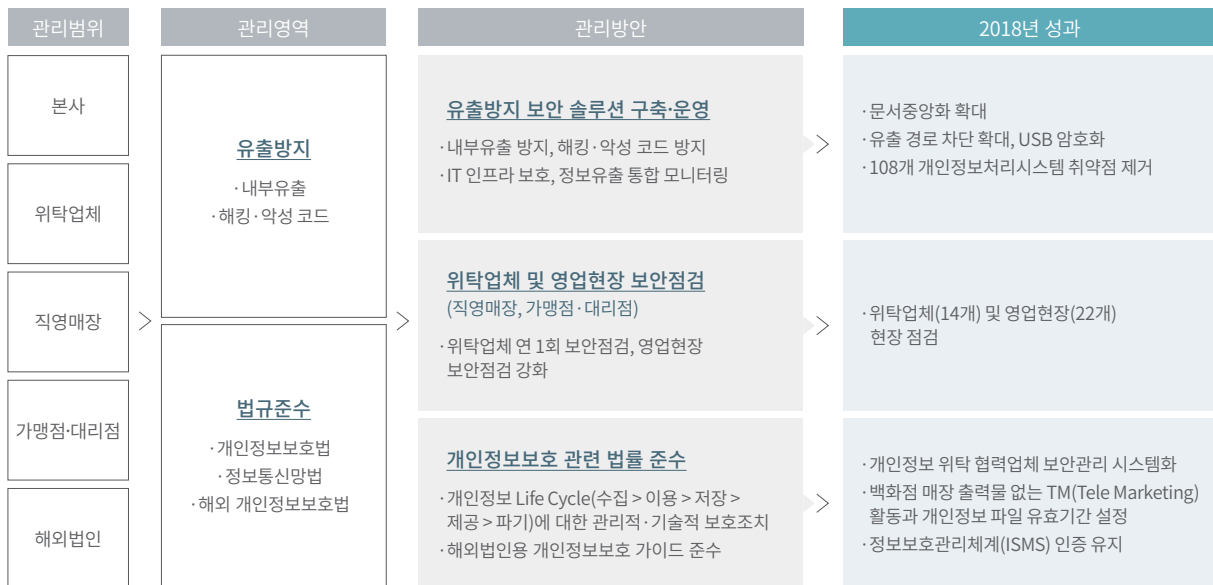 관리범위
관리영역
관리방안
2018년 성과
본사
위탁업체
직영매장
가맹점·대리점
해외법인
유출방지
·내부유출
·해킹·악성 코드
법규준수
·개인정보보호법
·정보통신망법
·해외 개인정보보호법
유출방지 보안 솔루션 구축·운영
·내부유출 방지, 해킹·악성 코드 방지
·IT 인프라 보호, 정보유출 통합 모니터링
위탁업체 및 영업현장 보안점검
(직영매장, 가맹점·대리점)
·위탁업체 연 1회 보안점검, 영업현장
보안점검 강화
개인정보보호 관련 법률 준수
·개인정보 Life Cycle(수집 > 이용 > 저장 >
제공 > 파기)에 대한 관리적·기술적 보호조치
·해외법인용 개인정보보호 가이드 준수
·문서중앙화 확대
·유출 경로 차단 확대, USB 암호화
·108개 개인정보처리시스템 취약점 제거
·위탁업체(14개) 및 영업현장(22개)
현장 점검
·개인정보 위탁 협력업체 보안관리 시스템화
·백화점 매장 출력물 없는 TM(Tele Marketing)
활동과 개인정보 파일 유효기간 설정
·정보보호관리체계(ISMS) 인증 유지